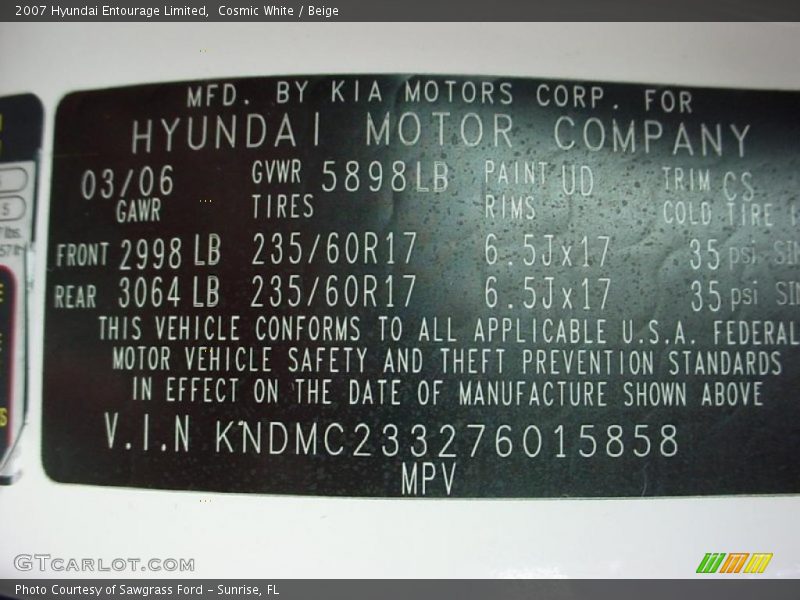 2007 Hyundai Entourage Limited,  Cosmic White / Beige
MFD. BY KIA MOTORS CORP. FOR
HYUNDAI MOTOR COMPANY
03/06 GVWR 5898LB PAINT UD TRIM CS
GAWR TIRES RIMS COLD TIRE
FRONT 2998 LB 235/60R17 6.5Jx17 35 psi SIN
REAR 3064 LB 235/60R17 6.5Jx17 35 psi SIN
THIS VEHICLE CONFORMS TO ALL APPLICABLE U.S.A. FEDERAL
MOTOR VEHICLE SAFETY AND THEFT PREVENTION STANDARDS
IN EFFECT ON THE DATE OF MANUFACTURE SHOWN ABOVE
V.I.N KNDMC233276015858
MPV
GTCARLOT.COM
Photo Courtesy of Sawgrass Ford - Sunrise, FL